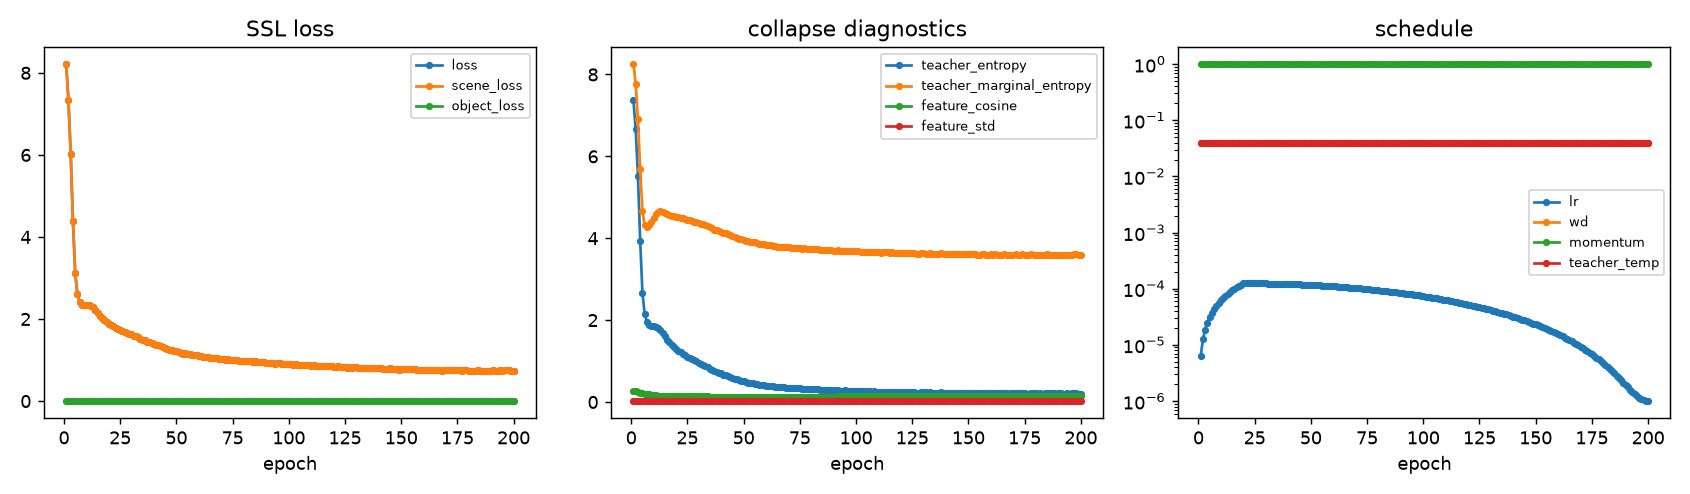 SSL loss
loss
scene_loss
object_loss
8
6
4
2
0
0 25 50 75 100 125 150 175 200
epoch
collapse diagnostics
teacher_entropy
teacher_marginal_entropy
feature_cosine
feature_std
8
6
4
2
0
0 25 50 75 100 125 150 175 200
epoch
schedule
lr
wd
momentum
teacher_temp
10⁰
10⁻¹
10⁻²
10⁻³
10⁻⁴
10⁻⁵
10⁻⁶
0 25 50 75 100 125 150 175 200
epoch